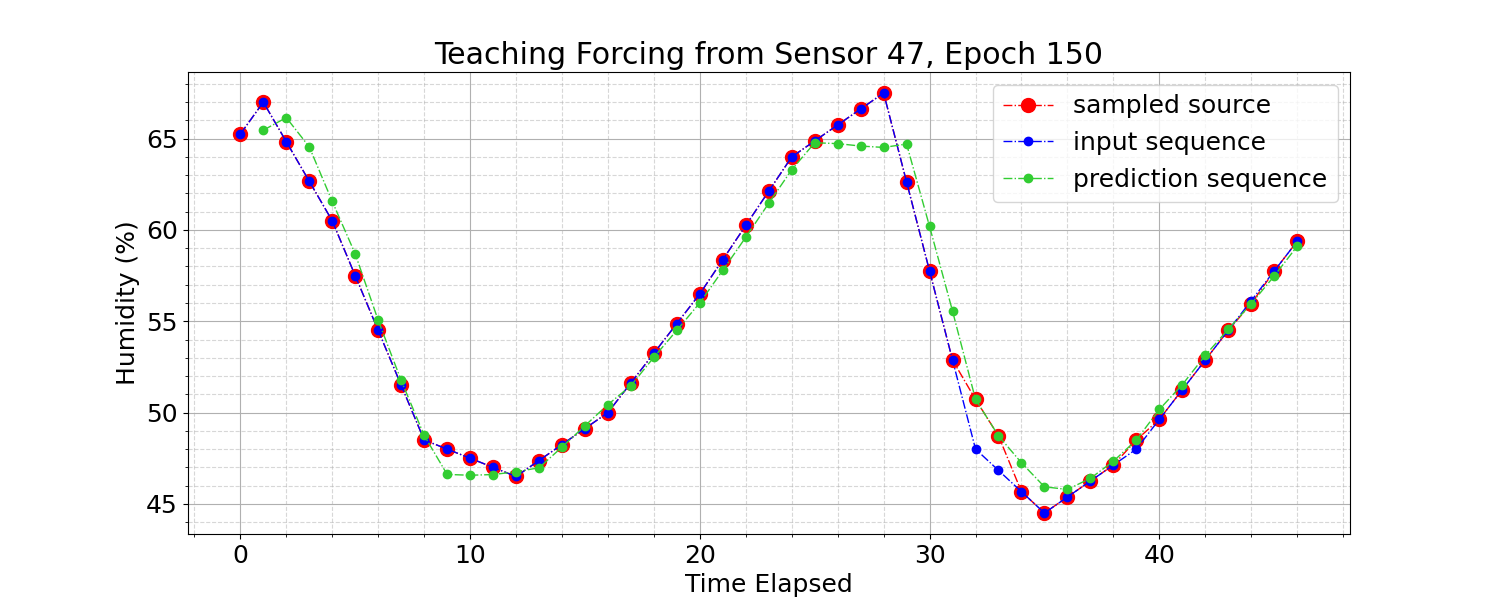 Teaching Forcing from Sensor 47, Epoch 150
sampled source
input sequence
prediction sequence
Humidity (%)
65
60
55
50
45
0 10 20 30 40
Time Elapsed